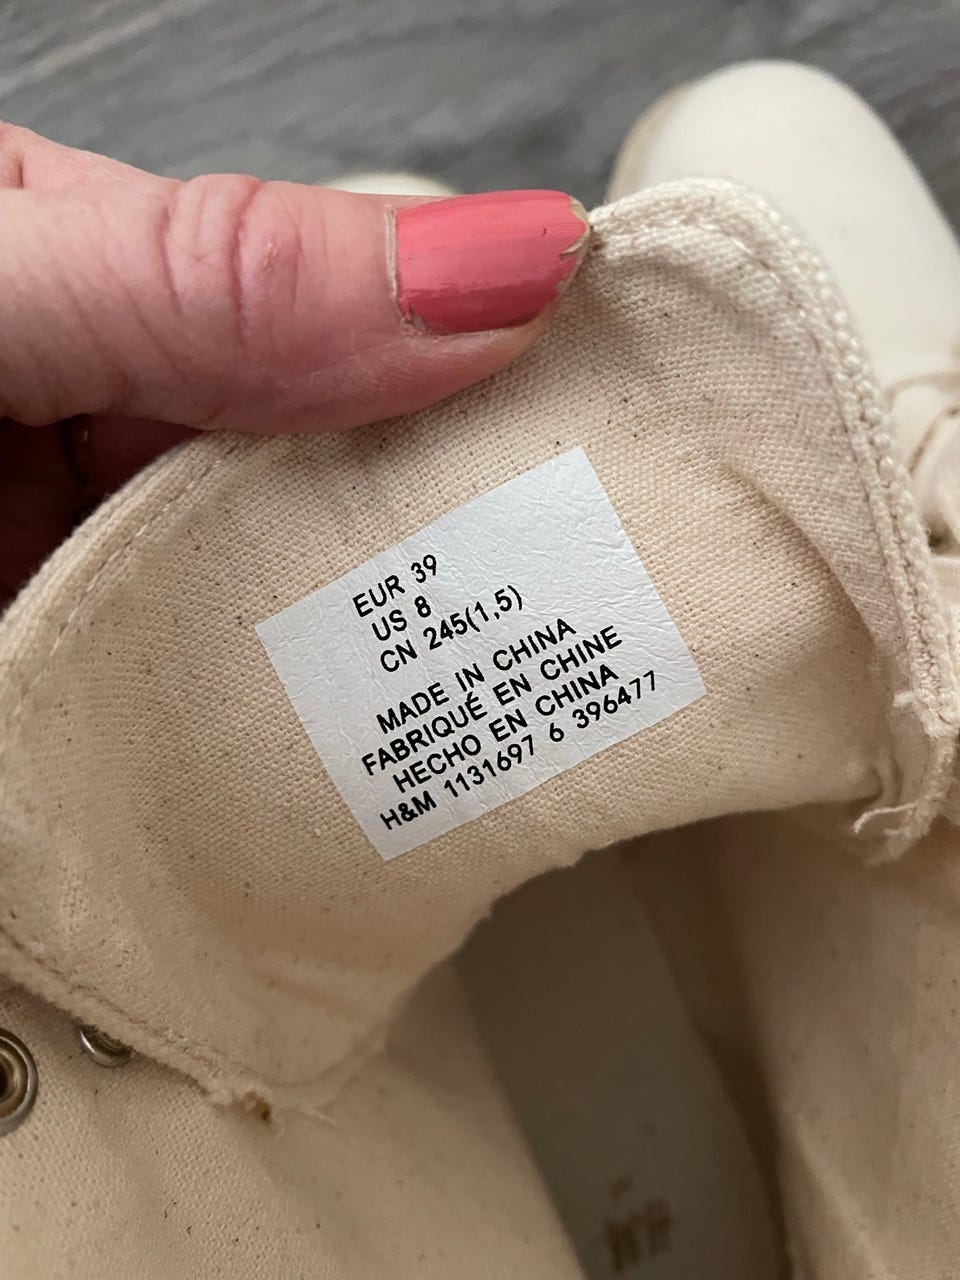 EUR 39
US 8
CN 245(1,5)
MADE IN CHINA
FABRIQUÉ EN CHINE
HECHO EN CHINA
H&M 1131697 6 396477